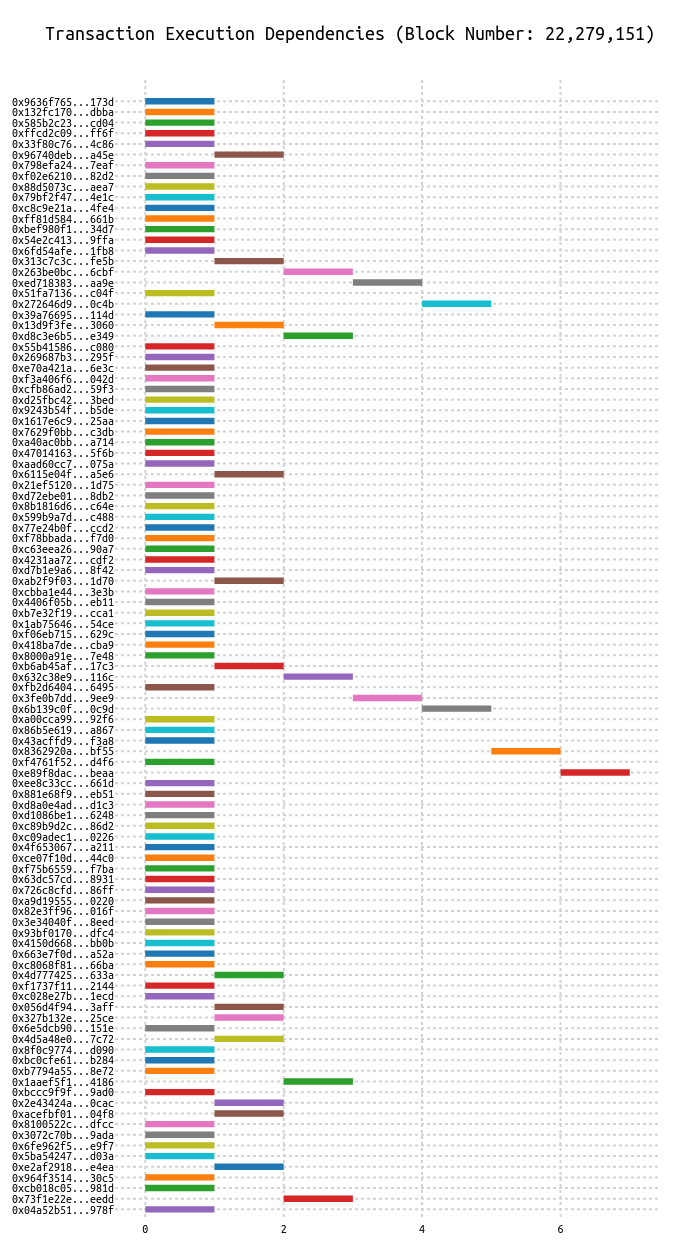 Transaction Execution Dependencies (Block Number: 22,279,151)
0x9636f765...173d
0x132fc170...dbba
0x585b2c23...cd04
0xffcd2c09...ff6f
0x33f80c76...4c86
0x96740deb...a45e
0x798efa24...7eaf
0xf02e6210...82d2
0x88d5073c...aea7
0x79bf2f47...4e1c
0xc8c9e21a...4fe4
0xff81d584...661b
0xbef980f1...34d7
0x54e2c413...9ffa
0x6fd54afe...1fb8
0x313c7c3c...fe5b
0x263be0bc...6cbf
0xed718383...aa9e
0x51fa7136...c04f
0x272646d9...0c4b
0x39a76695...114d
0x13d9f3fe...3060
0xd8c3e6b5...e349
0x55b41586...c080
0x269687b3...295f
0xe70a421a...6e3c
0xf3a406f6...042d
0xcfb86ad2...59f3
0xd25fbc42...3bed
0x9243b54f...b5de
0x1617e6c9...25aa
0x7629f0bb...c3db
0xa40ac0bb...a714
0x47014163...5f6b
0xaad60cc7...075a
0x6115e04f...a5e6
0x21ef5120...1d75
0xd72ebe01...8db2
0x8b1816d6...c64e
0x599b9a7d...c488
0x77e24b0f...ccd2
0xf78bbada...f7d0
0xc63eea26...90a7
0x4231aa72...cdf2
0xd7b1e9a6...8f42
0xab2f9f03...1d70
0xcbba1e44...3e3b
0x4406f05b...eb11
0xb7e32f19...cca1
0x1ab75646...54ce
0xf06eb715...629c
0x418ba7de...cba9
0x8000a91e...7e48
0xb6ab45af...17c3
0x632c38e9...116c
0xfb2d6404...6495
0x3fe0b7dd...9ee9
0x6b139c0f...0c9d
0xa00cca99...92f6
0x86b5e619...a867
0x43acffd9...f3a8
0x8362920a...bf55
0xf4761f52...d4f6
0xe89f8dac...beaa
0xee8c33cc...661d
0x881e68f9...eb51
0xd8a0e4ad...d1c3
0xd1086be1...6248
0xc89b9d2c...86d2
0xc09adec1...0226
0x4f653067...a211
0xce07f10d...44c0
0xf75b6559...f7ba
0x63dc57cd...8931
0x726c8cfd...86ff
0xa9d19555...0220
0x82e3ff96...016f
0x3e34040f...8eed
0x93bf0170...dfc4
0x4150d668...bb0b
0x663e7f0d...a52a
0xc8068f81...66ba
0x4d777425...633a
0xf1737f11...2144
0xc028e27b...1ecd
0x056d4f94...3aff
0x327b132e...25ce
0x6e5dcb90...151e
0x4d5a48e0...7c72
0x8f0c9774...d090
0xbc0cfe61...b284
0xb7794a55...8e72
0x1aaef5f1...4186
0xbccc9f9f...9ad0
0x2e43424a...0cac
0xacefbf01...04f8
0x8100522c...dfcc
0x3072c70b...9ada
0x6fe962f5...e9f7
0x5ba54247...d03a
0xe2af2918...e4ea
0x964f3514...30c5
0xcb018c05...981d
0x73f1e22e...eedd
0x04a52b51...978f
0 2 4 6